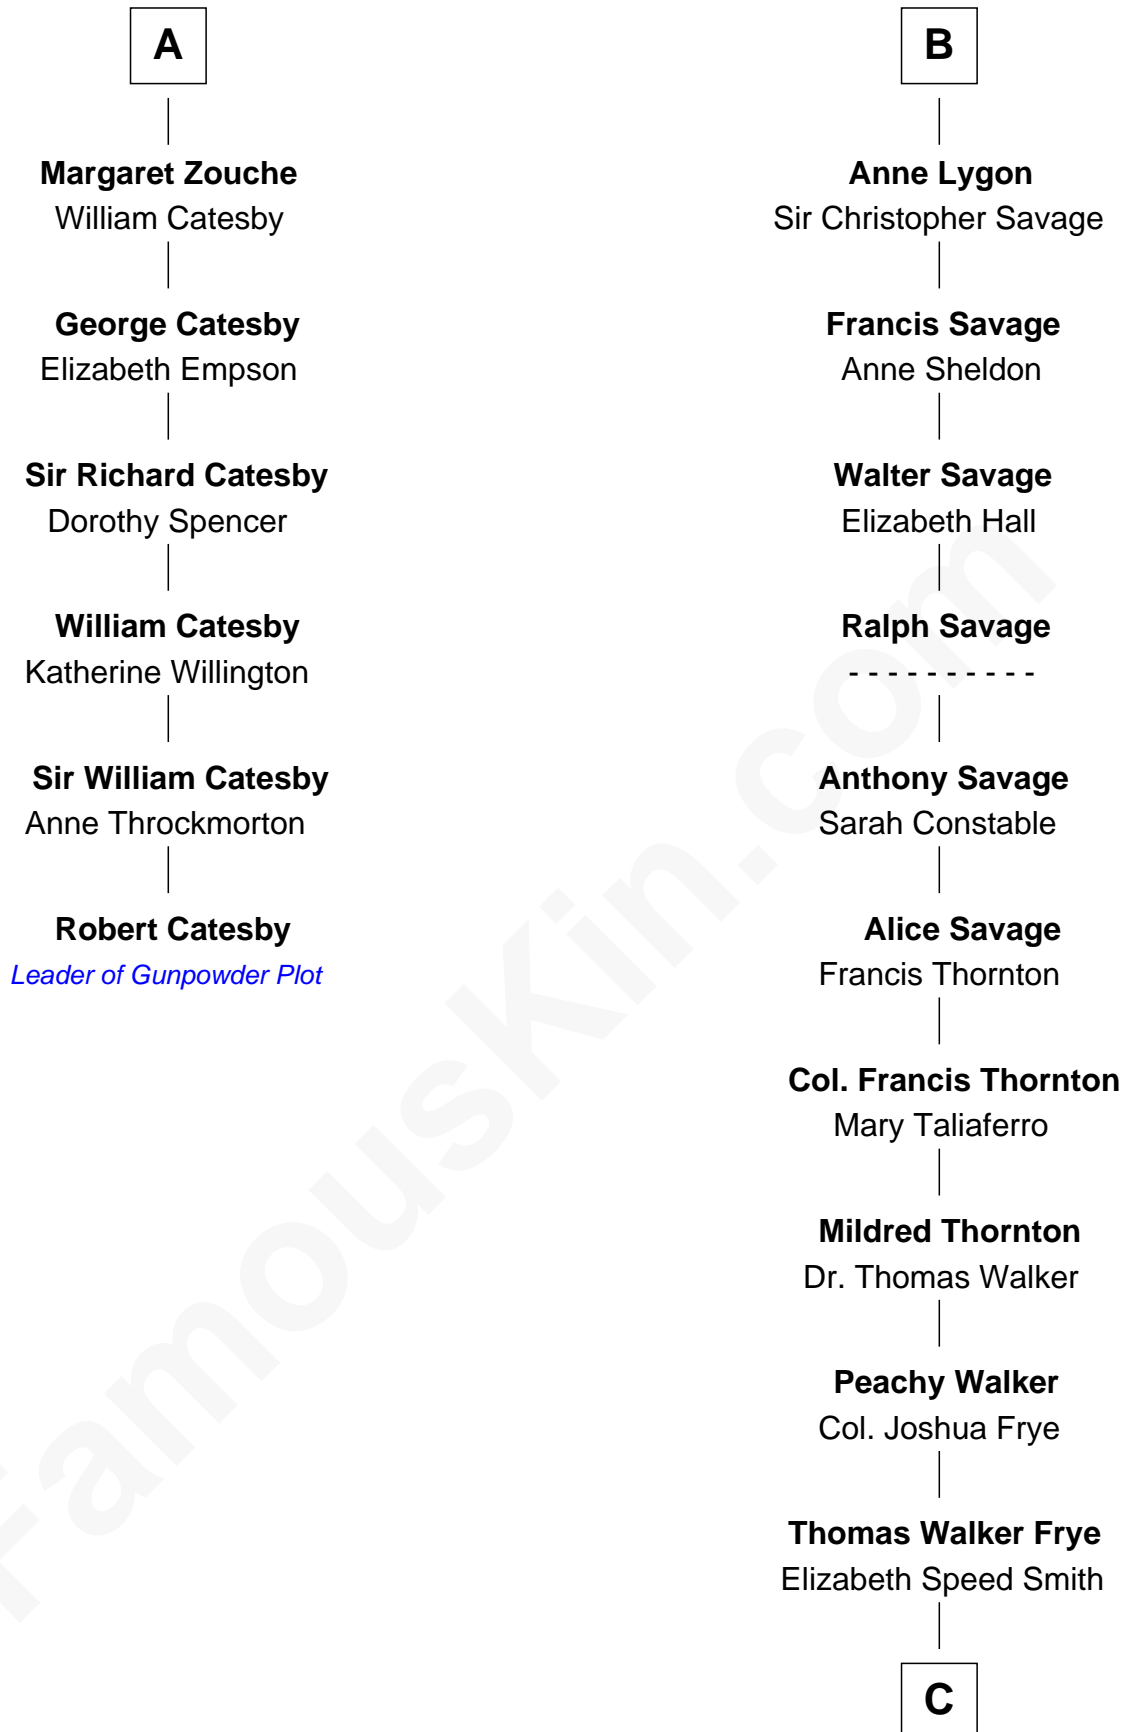 A
Margaret Zouche
William Catesby
George Catesby
Elizabeth Empson
Sir Richard Catesby
Dorothy Spencer
William Catesby
Katherine Willington
Sir William Catesby
Anne Throckmorton
Robert Catesby
Leader of Gunpowder Plot
B
Anne Lygon
Sir Christopher Savage
Francis Savage
Anne Sheldon
Walter Savage
Elizabeth Hall
Ralph Savage
- - - - - - - - - -
Anthony Savage
Sarah Constable
Alice Savage
Francis Thornton
Col. Francis Thornton
Mary Taliaferro
Mildred Thornton
Dr. Thomas Walker
Peachy Walker
Col. Joshua Frye
Thomas Walker Frye
Elizabeth Speed Smith
C
FamousKin.com